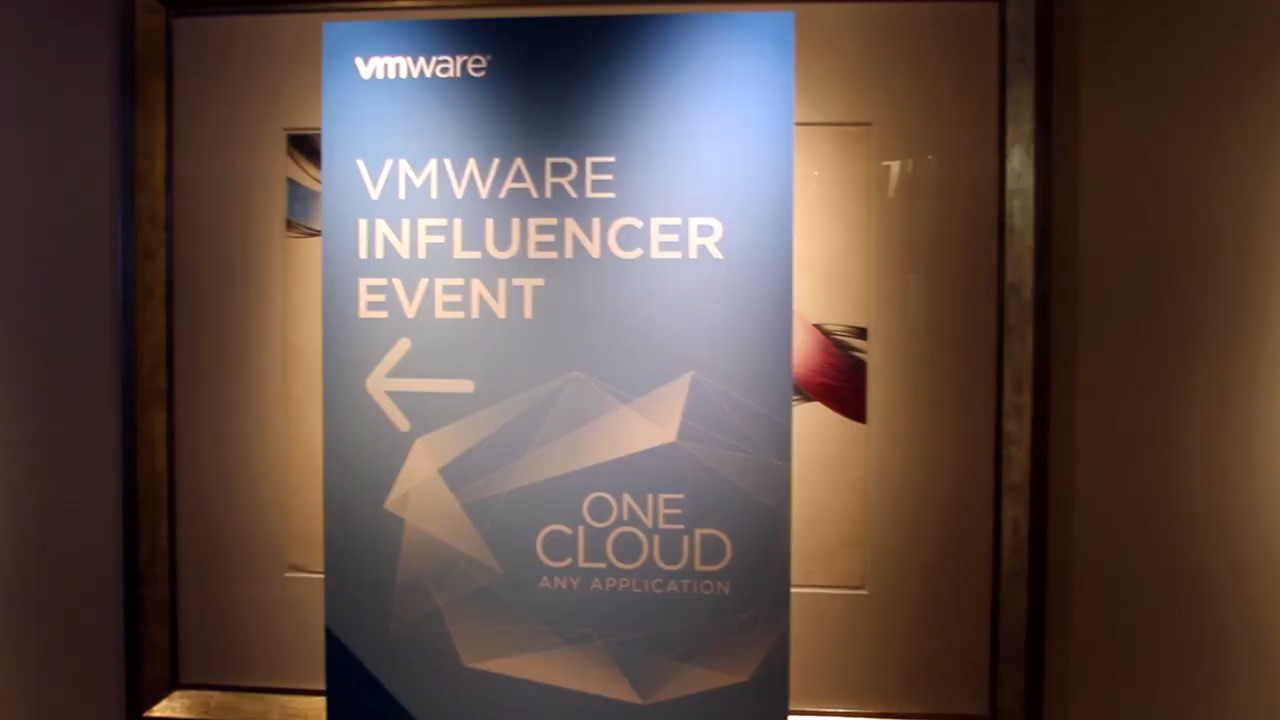 vmware
VMWARE
INFLUENCER
EVENT
ONE
CLOUD
ANY APPLICATION